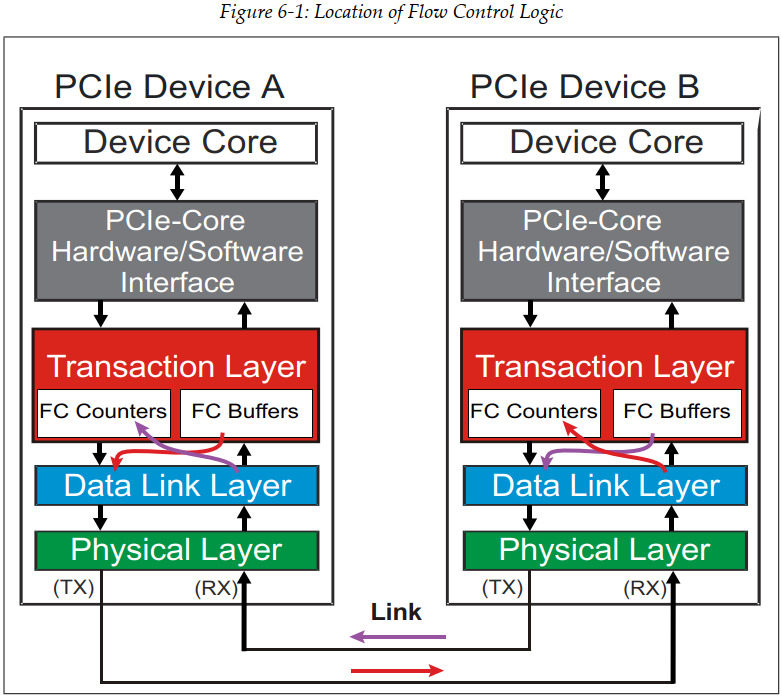 Figure 6-1: Location of Flow Control Logic
PCIe Device A
Device Core
PCIe-Core
Hardware/Software
Interface
Transaction Layer
FC Counters
FC Buffers
Data Link Layer
Physical Layer
(TX)
(RX)
PCIe Device B
Device Core
PCIe-Core
Hardware/Software
Interface
Transaction Layer
FC Counters
FC Buffers
Data Link Layer
Physical Layer
(TX)
(RX)
Link